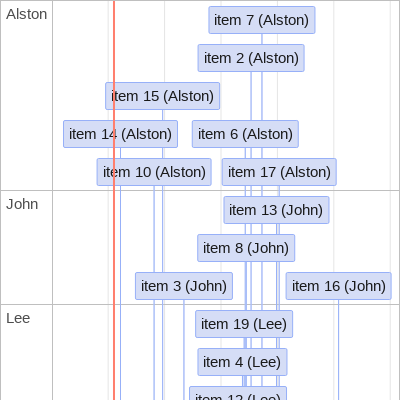 Alston
item 7 (Alston)
item 2 (Alston)
item 15 (Alston)
item 14 (Alston)
item 6 (Alston)
item 10 (Alston)
item 17 (Alston)
John
item 13 (John)
item 8 (John)
item 3 (John)
item 16 (John)
Lee
item 19 (Lee)
item 4 (Lee)
item 12 (Lee)